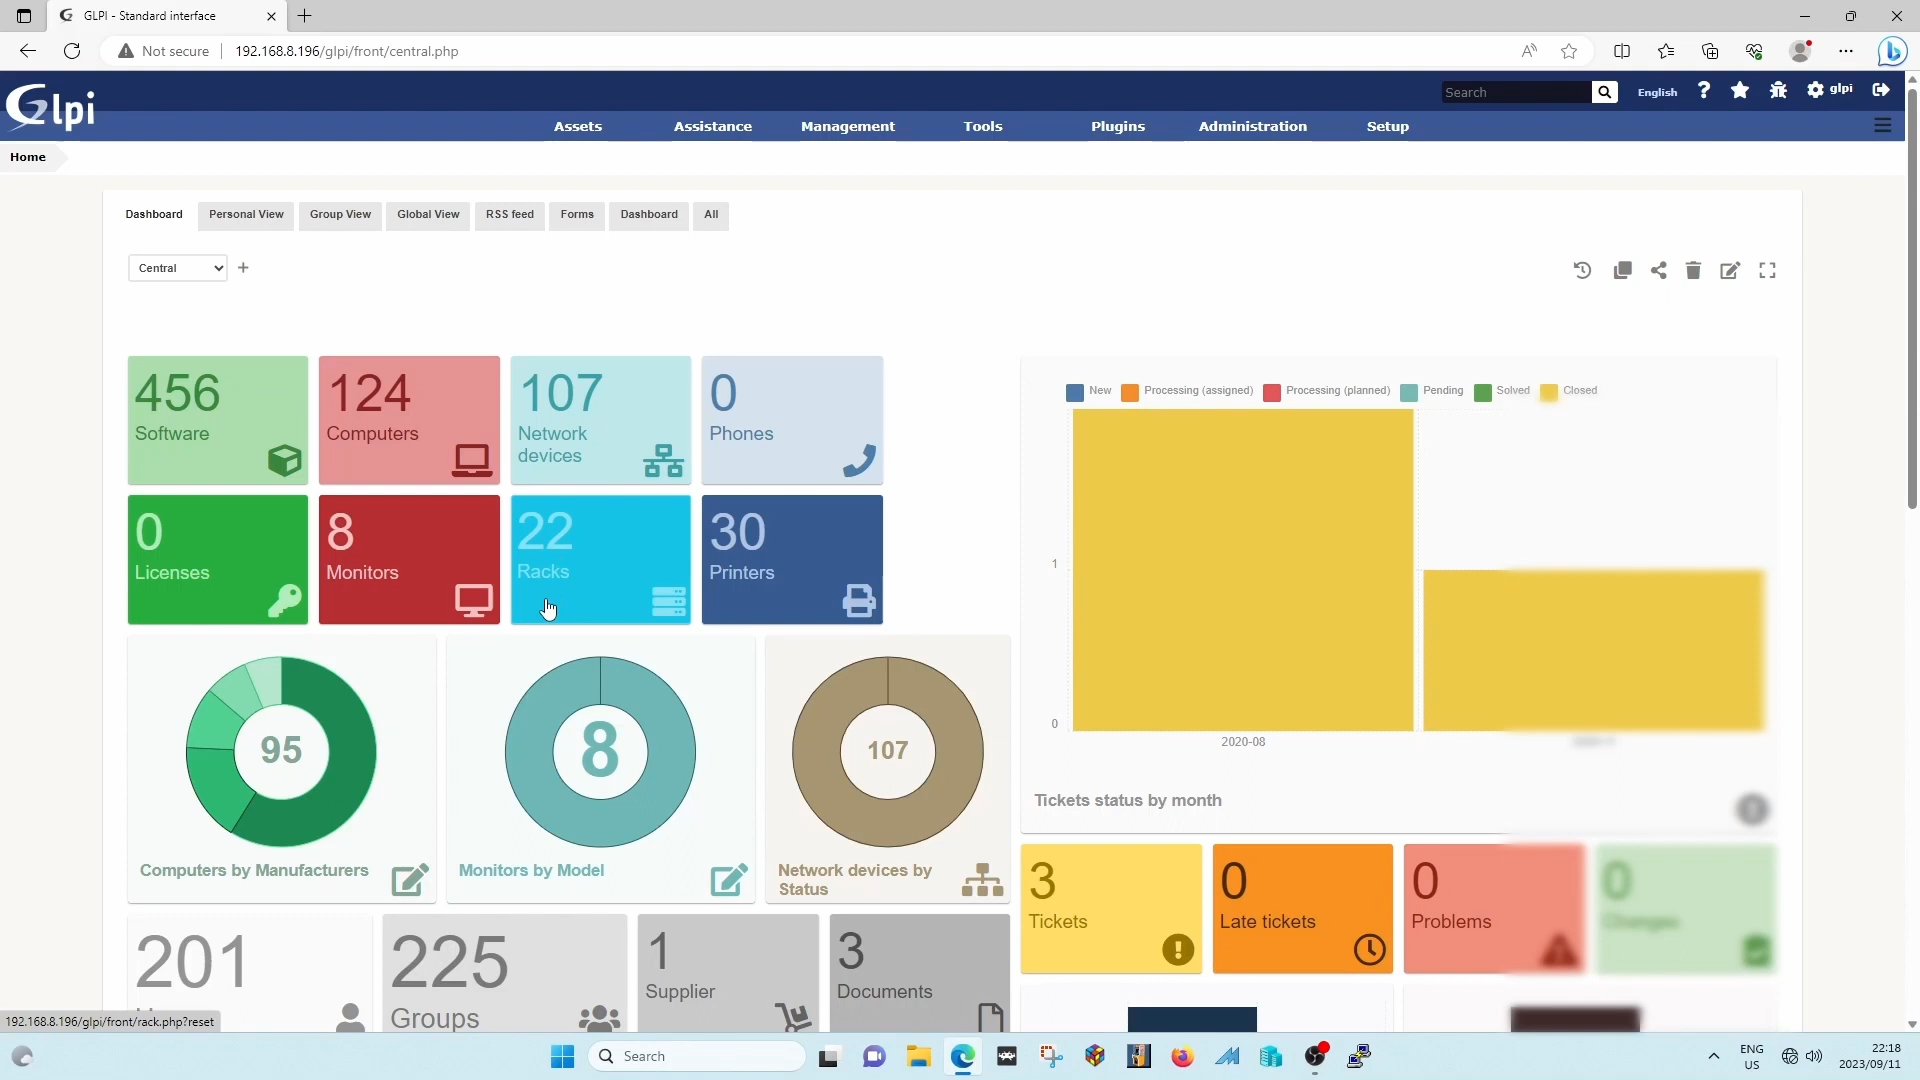 GLPI - Standard interface
Not secure
192.168.8.196/glpi/front/central.php
Glpi
Search
English
glpi
Assets
Assistance
Management
Tools
Plugins
Administration
Setup
Home
Dashboard
Personal View
Group View
Global View
RSS feed
Forms
Dashboard
All
Central
456
Software
124
Computers
107
Network
devices
0
Phones
0
Licenses
8
Monitors
22
Racks
30
Printers
New
Processing (assigned)
Processing (planned)
Pending
Solved
Closed
1
0
2020-08
Tickets status by month
95
Computers by Manufacturers
8
Monitors by Model
107
Network devices by
Status
3
Tickets
0
Late tickets
0
Problems
0
Changes
201
225
Groups
1
Supplier
3
Documents
192.168.8.196/glpi/front/rack.php?reset
Search
ENG
US
22:18
2023/09/11